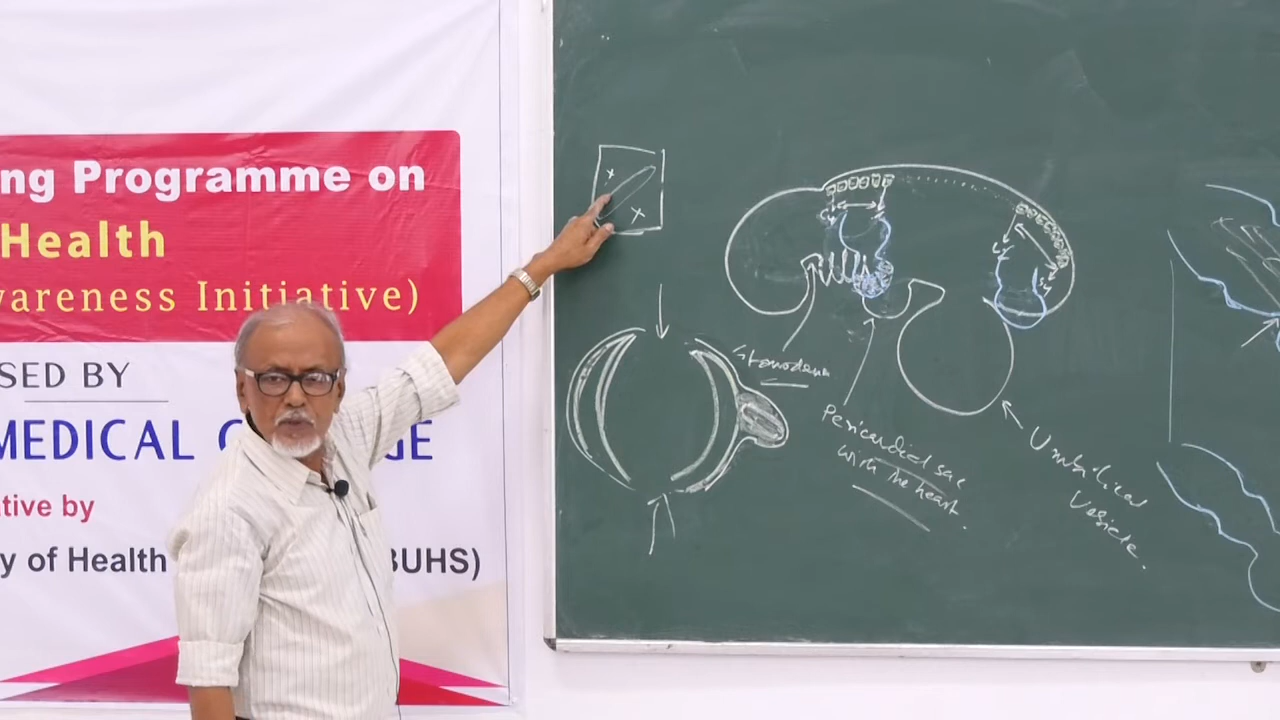 ng Programme on
Health
wareness Initiative)
SED BY
MEDICAL C GE
tive by
y of Health BUHS)
Stomodeum
Pericardial sac
with the heart.
Umbilical
Vesicle.